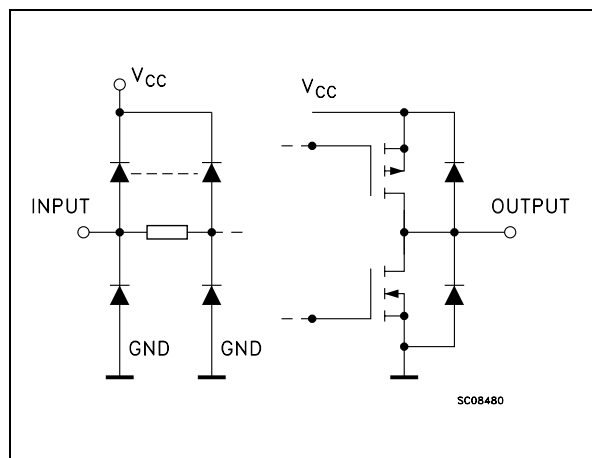 VCC
VCC
INPUT
OUTPUT
GND
GND
SC08480